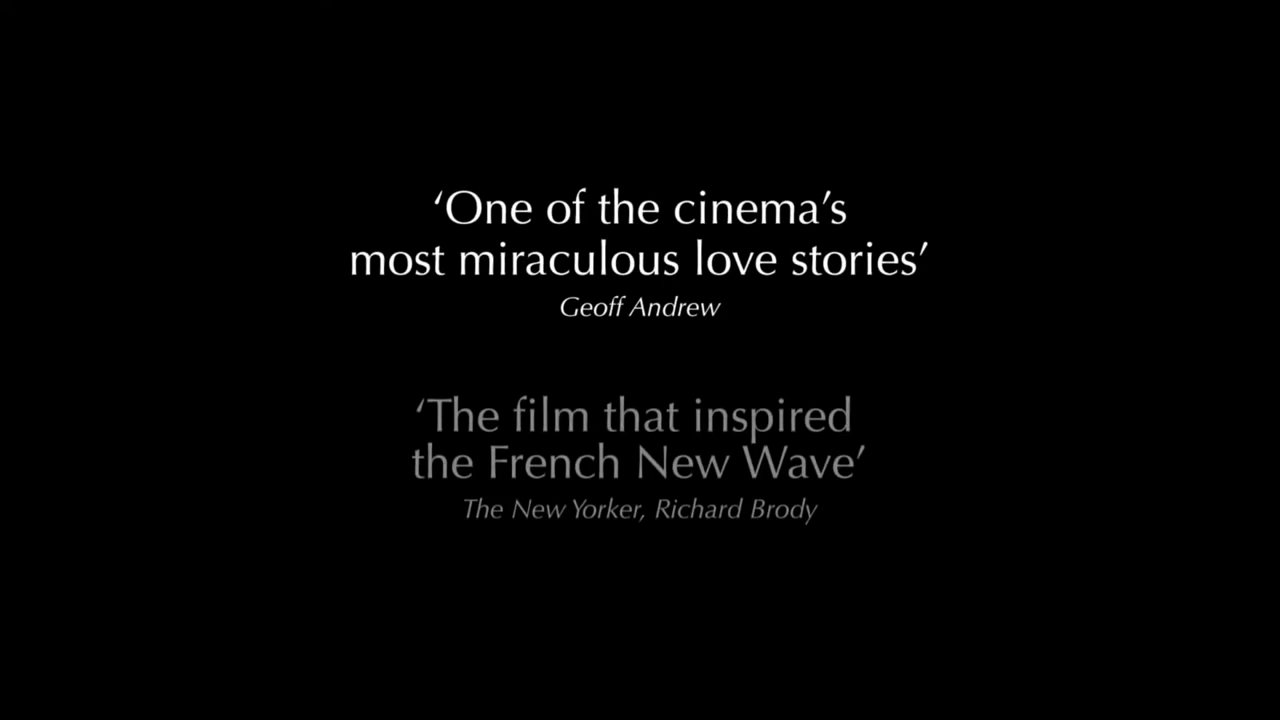 ‘One of the cinema’s
most miraculous love stories’
Geoff Andrew
‘The film that inspired
the French New Wave’
The New Yorker, Richard Brody